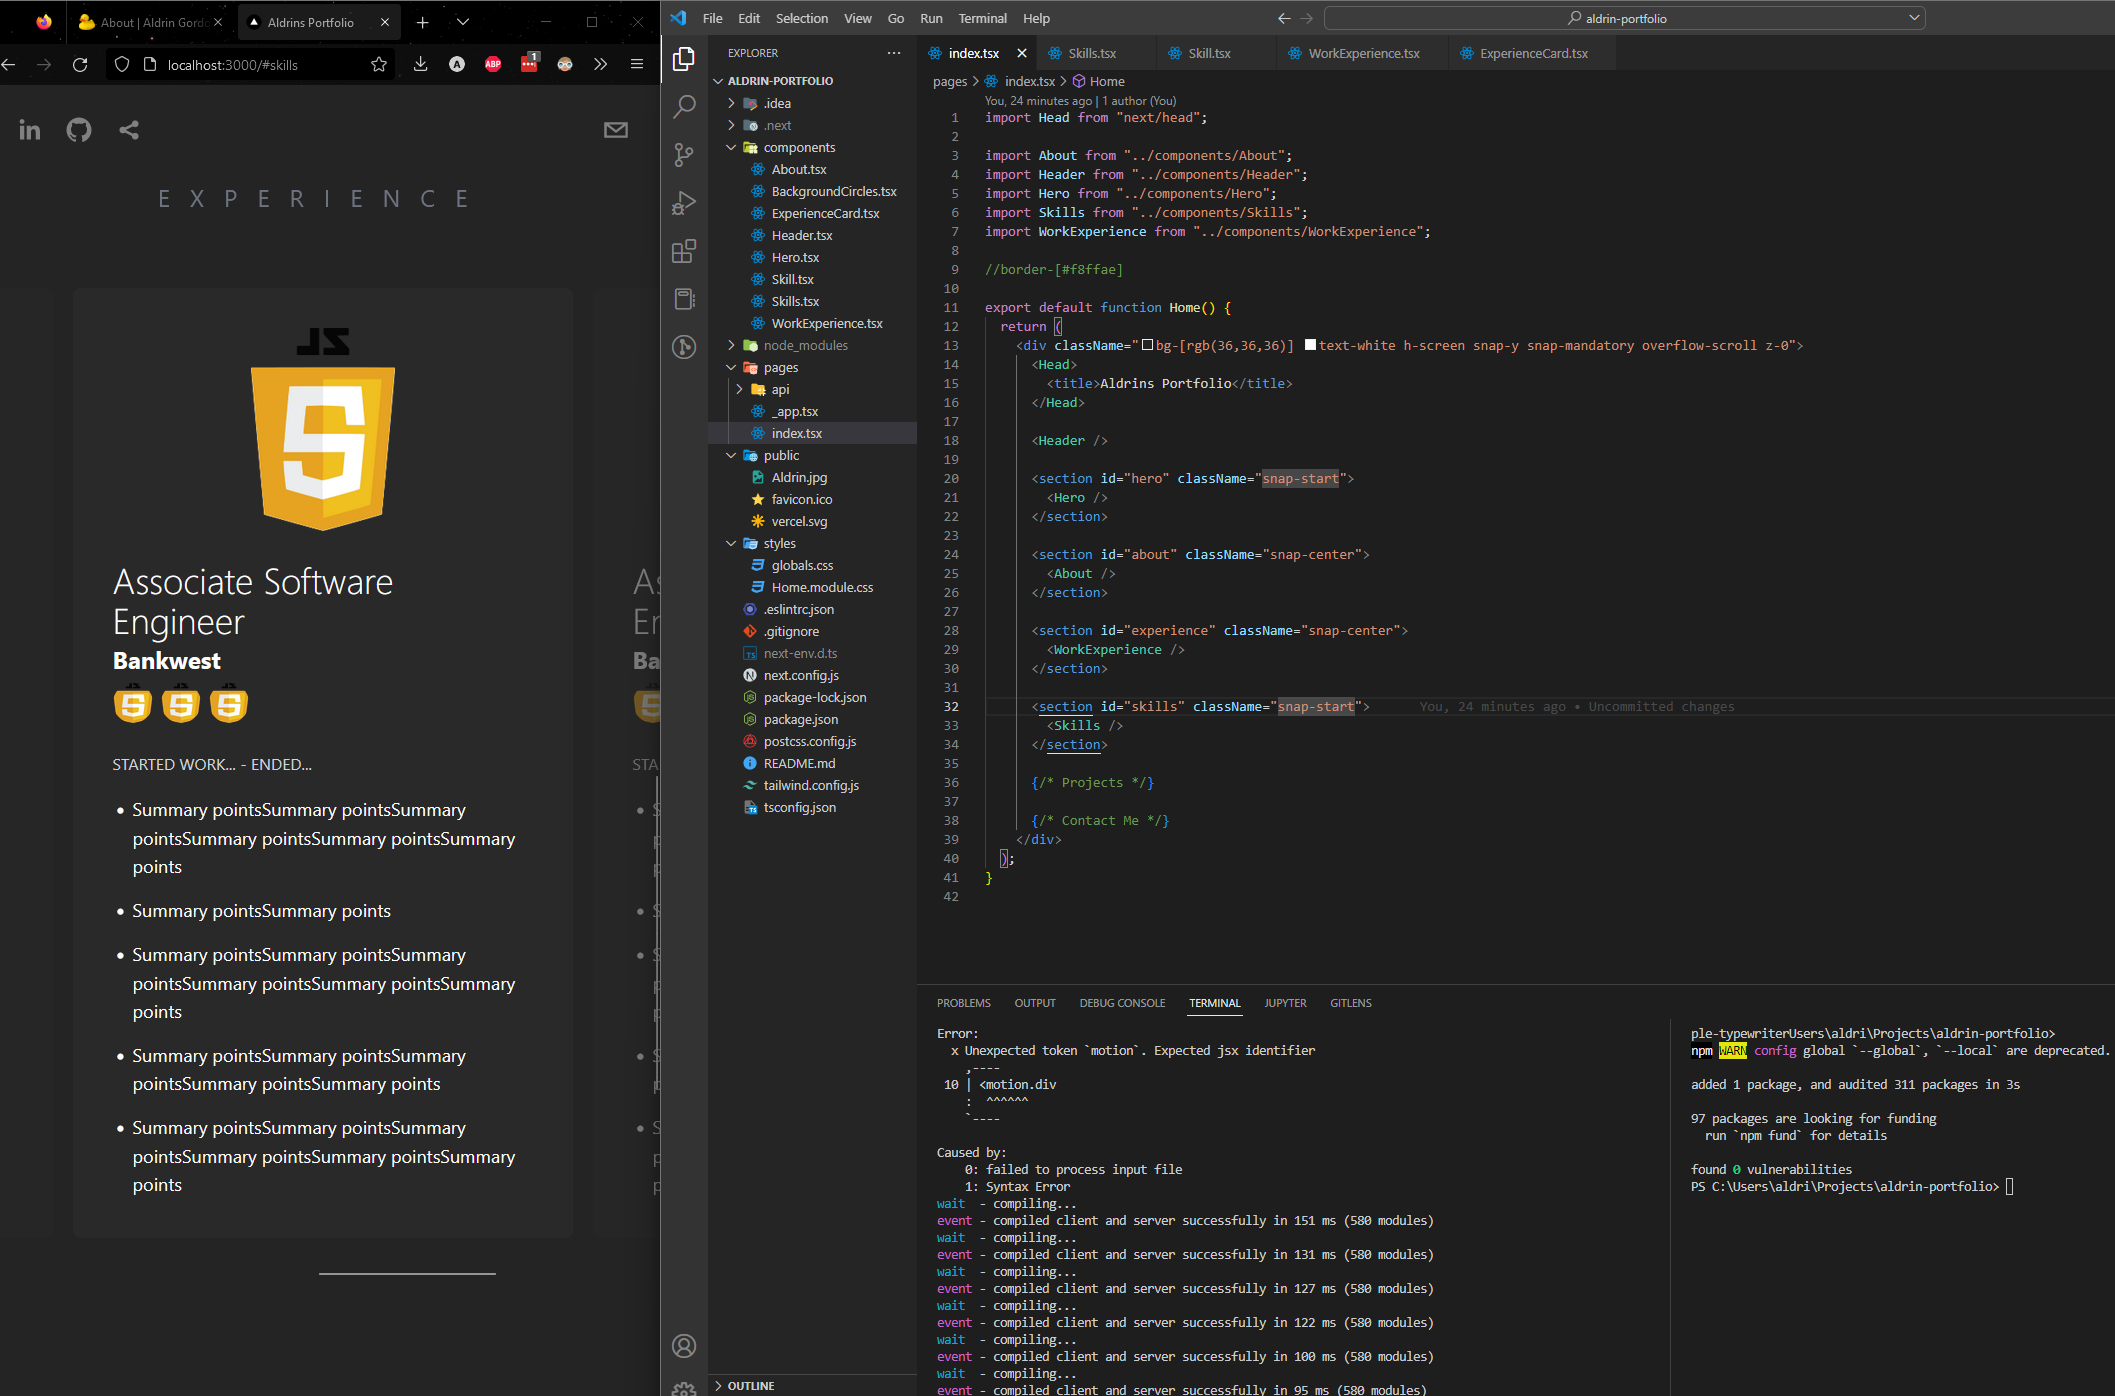 About | Aldrin Gordo
Aldrins Portfolio
localhost:3000/#skills
ABP
1
EXPERIENCE
JS
Associate Software
Engineer
Bankwest
STARTED WORK... - ENDED...
Summary pointsSummary pointsSummary
pointsSummary pointsSummary pointsSummary
points
Summary pointsSummary points
Summary pointsSummary pointsSummary
pointsSummary pointsSummary pointsSummary
points
Summary pointsSummary pointsSummary
pointsSummary pointsSummary points
Summary pointsSummary pointsSummary
pointsSummary pointsSummary pointsSummary
points
As
Er
Ba
STA
File Edit Selection View Go Run Terminal Help
aldrin-portfolio
EXPLORER
ALDRIN-PORTFOLIO
.idea
.next
components
About.tsx
BackgroundCircles.tsx
ExperienceCard.tsx
Header.tsx
Hero.tsx
Skill.tsx
Skills.tsx
WorkExperience.tsx
node_modules
pages
api
_app.tsx
index.tsx
public
Aldrin.jpg
favicon.ico
vercel.svg
styles
globals.css
Home.module.css
.eslintrc.json
.gitignore
next-env.d.ts
next.config.js
package-lock.json
package.json
postcss.config.js
README.md
tailwind.config.js
tsconfig.json
OUTLINE
index.tsx Skills.tsx Skill.tsx WorkExperience.tsx ExperienceCard.tsx
pages > index.tsx > Home
You, 24 minutes ago | 1 author (You)
1 import Head from "next/head";
2
3 import About from "../components/About";
4 import Header from "../components/Header";
5 import Hero from "../components/Hero";
6 import Skills from "../components/Skills";
7 import WorkExperience from "../components/WorkExperience";
8
9 //border-[#f8ffae]
10
11 export default function Home() {
12 return (
13 <div className="bg-[rgb(36,36,36)] text-white h-screen snap-y snap-mandatory overflow-scroll z-0">
14 <Head>
15 <title>Aldrins Portfolio</title>
16 </Head>
17
18 <Header />
19
20 <section id="hero" className="snap-start">
21 <Hero />
22 </section>
23
24 <section id="about" className="snap-center">
25 <About />
26 </section>
27
28 <section id="experience" className="snap-center">
29 <WorkExperience />
30 </section>
31
32 <section id="skills" className="snap-start"> You, 24 minutes ago • Uncommitted changes
33 <Skills />
34 </section>
35
36 {/* Projects */}
37
38 {/* Contact Me */}
39 </div>
40 );
41 }
42
PROBLEMS OUTPUT DEBUG CONSOLE TERMINAL JUPYTER GITLENS
Error:
x Unexpected token `motion`. Expected jsx identifier
,----
10 | <motion.div
: ^^^^^^
`----
Caused by:
0: failed to process input file
1: Syntax Error
wait - compiling...
event - compiled client and server successfully in 151 ms (580 modules)
wait - compiling...
event - compiled client and server successfully in 131 ms (580 modules)
wait - compiling...
event - compiled client and server successfully in 127 ms (580 modules)
wait - compiling...
event - compiled client and server successfully in 122 ms (580 modules)
wait - compiling...
event - compiled client and server successfully in 100 ms (580 modules)
wait - compiling...
event - compiled client and server successfully in 95 ms (580 modules)
ple-typewriterUsers\aldri\Projects\aldrin-portfolio>
npm WARN config global `--global`, `--local` are deprecated.
added 1 package, and audited 311 packages in 3s
97 packages are looking for funding
run `npm fund` for details
found 0 vulnerabilities
PS C:\Users\aldri\Projects\aldrin-portfolio>